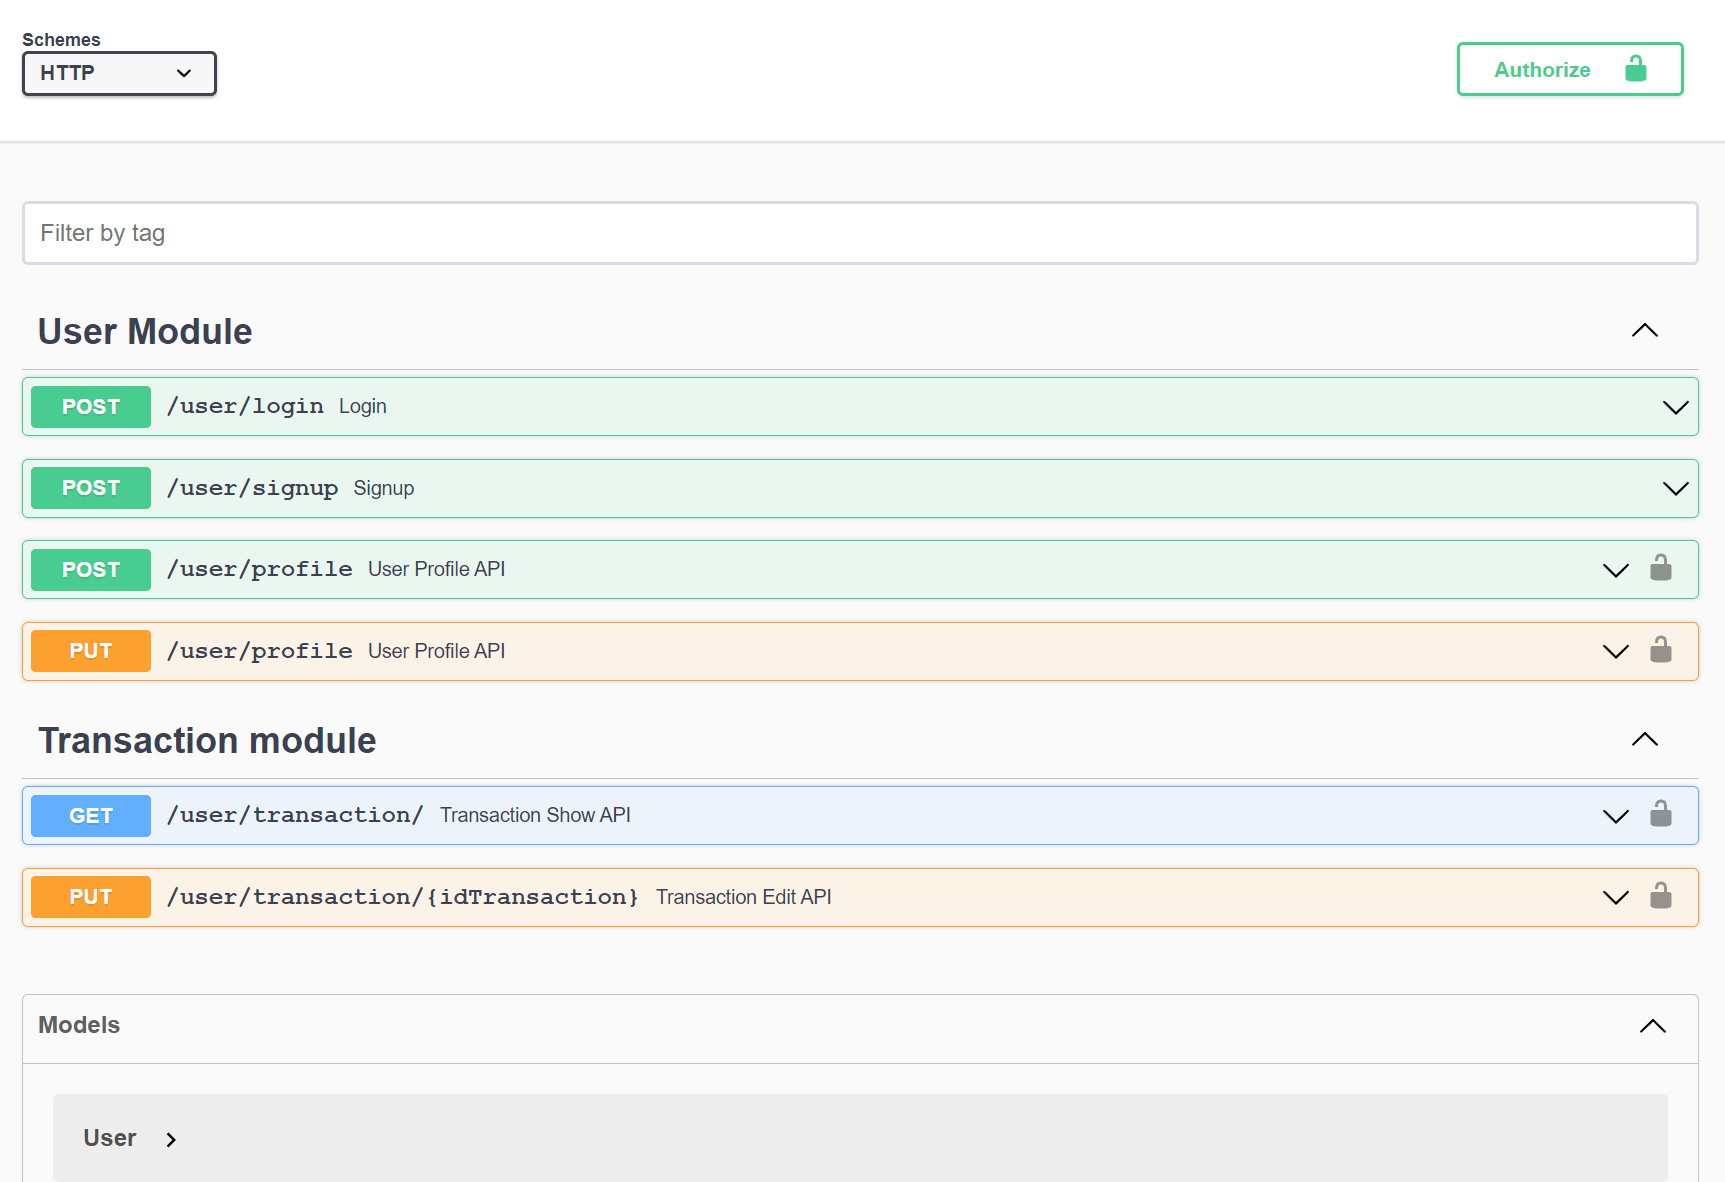 Schemes
HTTP
Authorize
Filter by tag
User Module
POST /user/login Login
POST /user/signup Signup
POST /user/profile User Profile API
PUT /user/profile User Profile API
Transaction module
GET /user/transaction/ Transaction Show API
PUT /user/transaction/{idTransaction} Transaction Edit API
Models
User